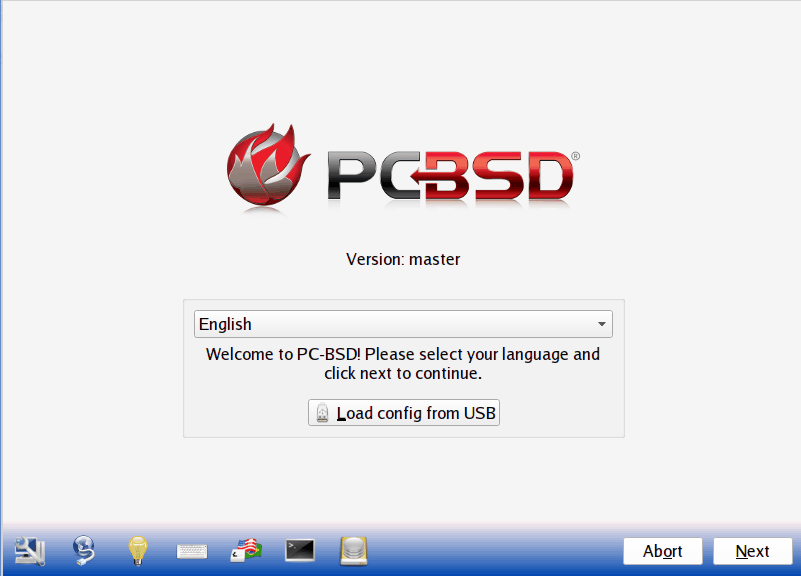 PCBSD®
Version: master
English
Welcome to PC-BSD! Please select your language and
click next to continue.
Load config from USB
Abort
Next